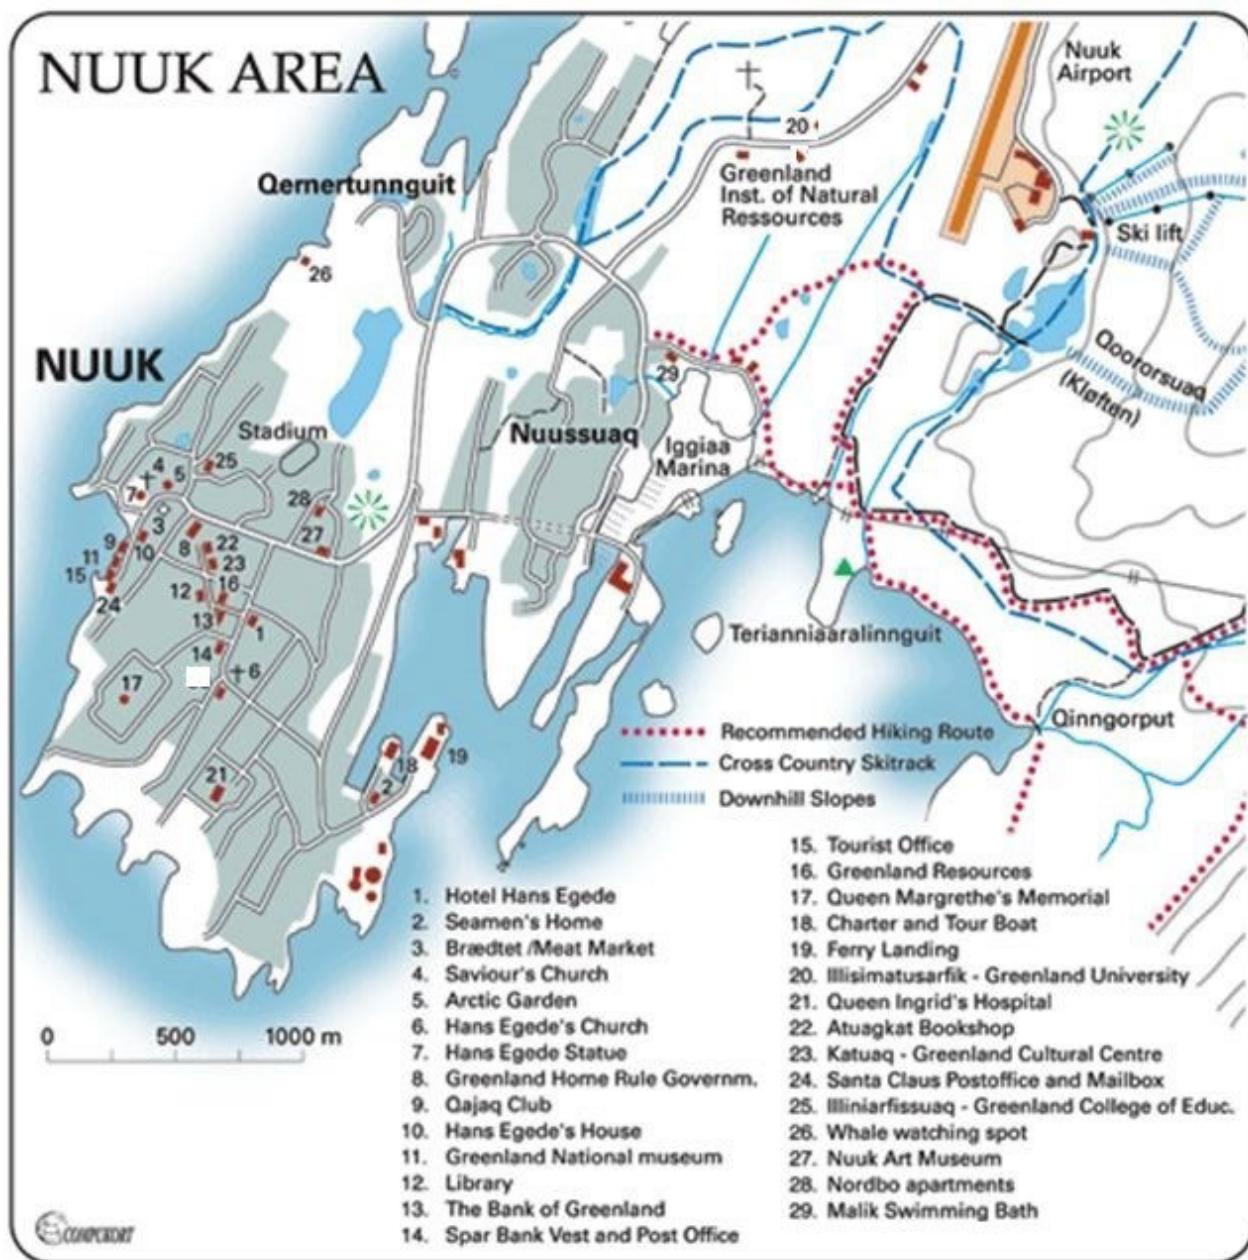 NUUK AREA
Nuuk
Airport
20
Greenland
Inst. of Natural
Ressources
Qernertunnguit
Ski lift
26
NUUK
Qoororsuaq
(Kløften)
29
Stadium
Nuussuaq
Iggiaa
Marina
4
5
25
7
28
3
9
10
8
22
27
11
23
15
16
12
24
13
1
14
6
17
Terianniaaralinnguit
Qinngorput
Recommended Hiking Route
Cross Country Skitrack
Downhill Slopes
21
18
19
2
0 500 1000 m
1. Hotel Hans Egede
2. Seamen's Home
3. Brædtet /Meat Market
4. Saviour's Church
5. Arctic Garden
6. Hans Egede's Church
7. Hans Egede Statue
8. Greenland Home Rule Governm.
9. Qajaq Club
10. Hans Egede's House
11. Greenland National museum
12. Library
13. The Bank of Greenland
14. Spar Bank Vest and Post Office
15. Tourist Office
16. Greenland Resources
17. Queen Margrethe's Memorial
18. Charter and Tour Boat
19. Ferry Landing
20. Illisimatusarfik - Greenland University
21. Queen Ingrid's Hospital
22. Atuagkat Bookshop
23. Katuaq - Greenland Cultural Centre
24. Santa Claus Postoffice and Mailbox
25. Illiniarfissuaq - Greenland College of Educ.
26. Whale watching spot
27. Nuuk Art Museum
28. Nordbo apartments
29. Malik Swimming Bath